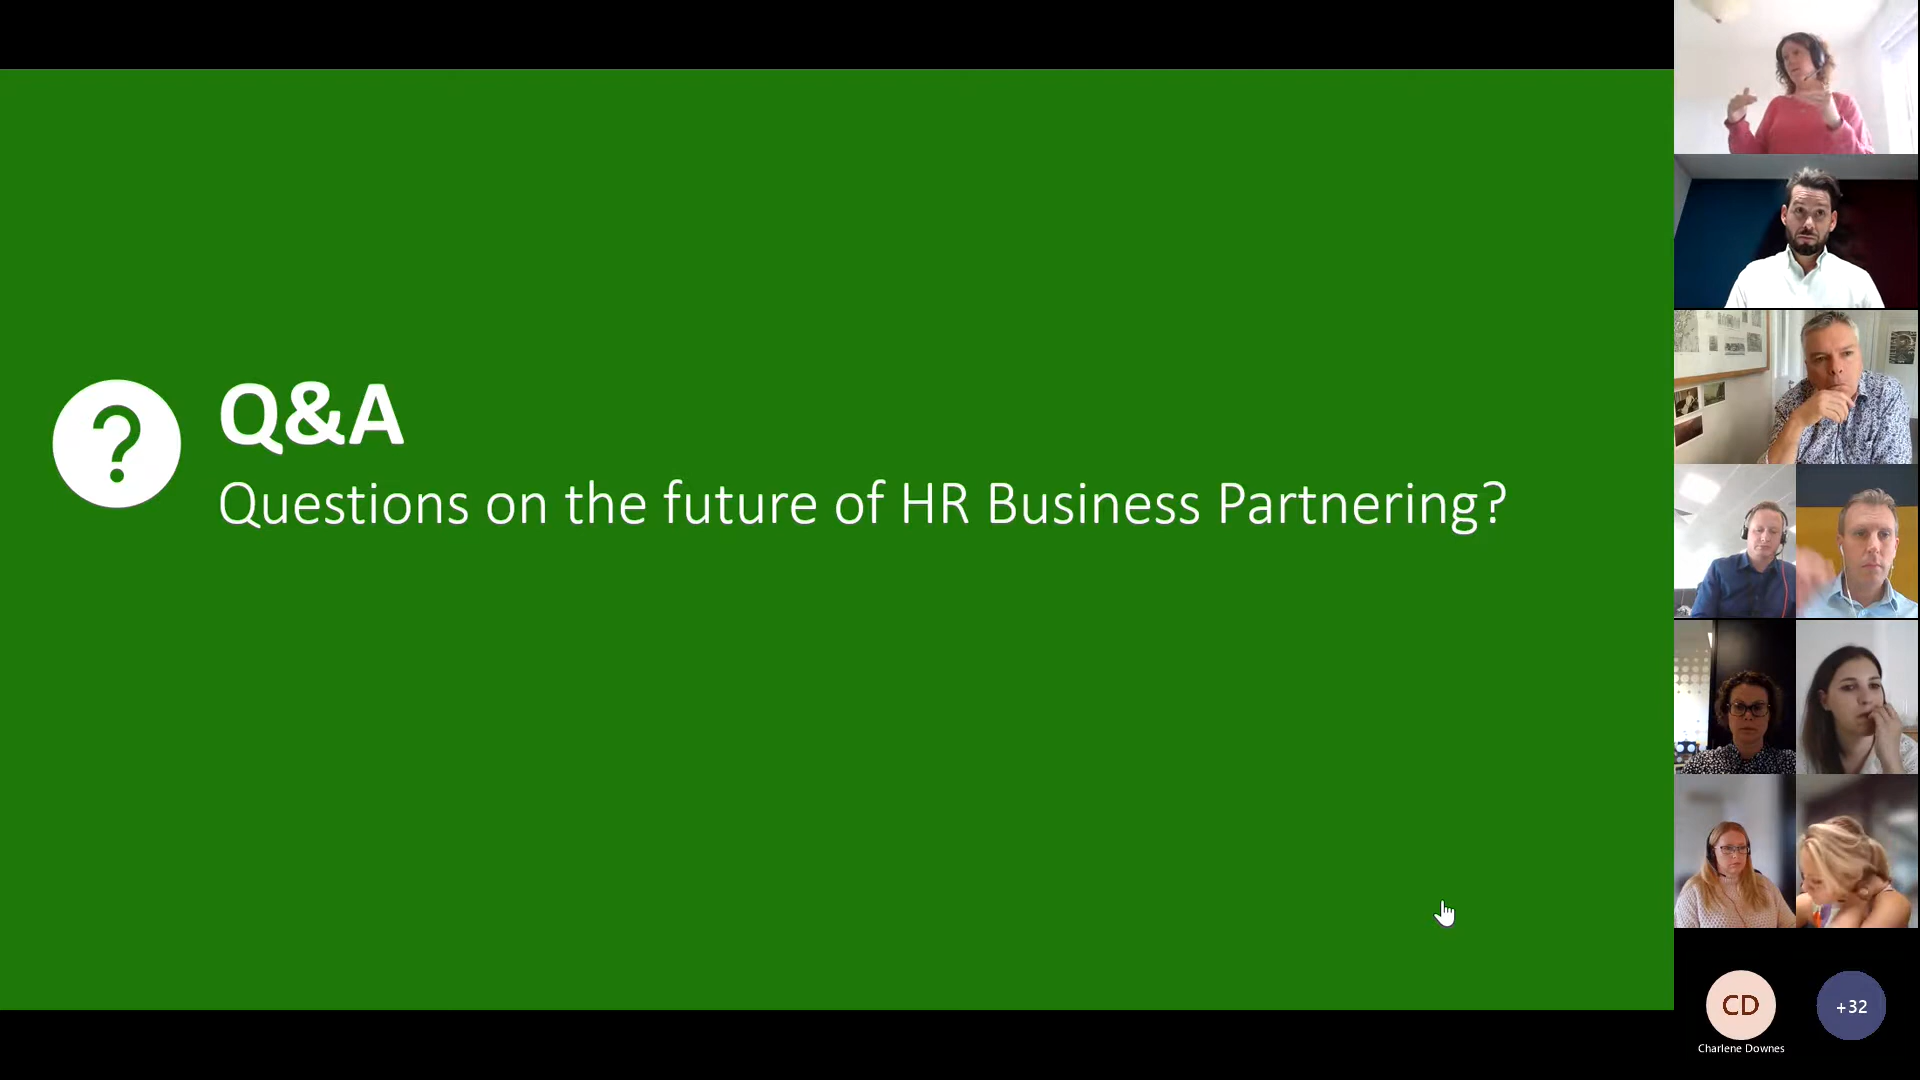 ?
Q&A
Questions on the future of HR Business Partnering?
CD
+32
Charlene Downes